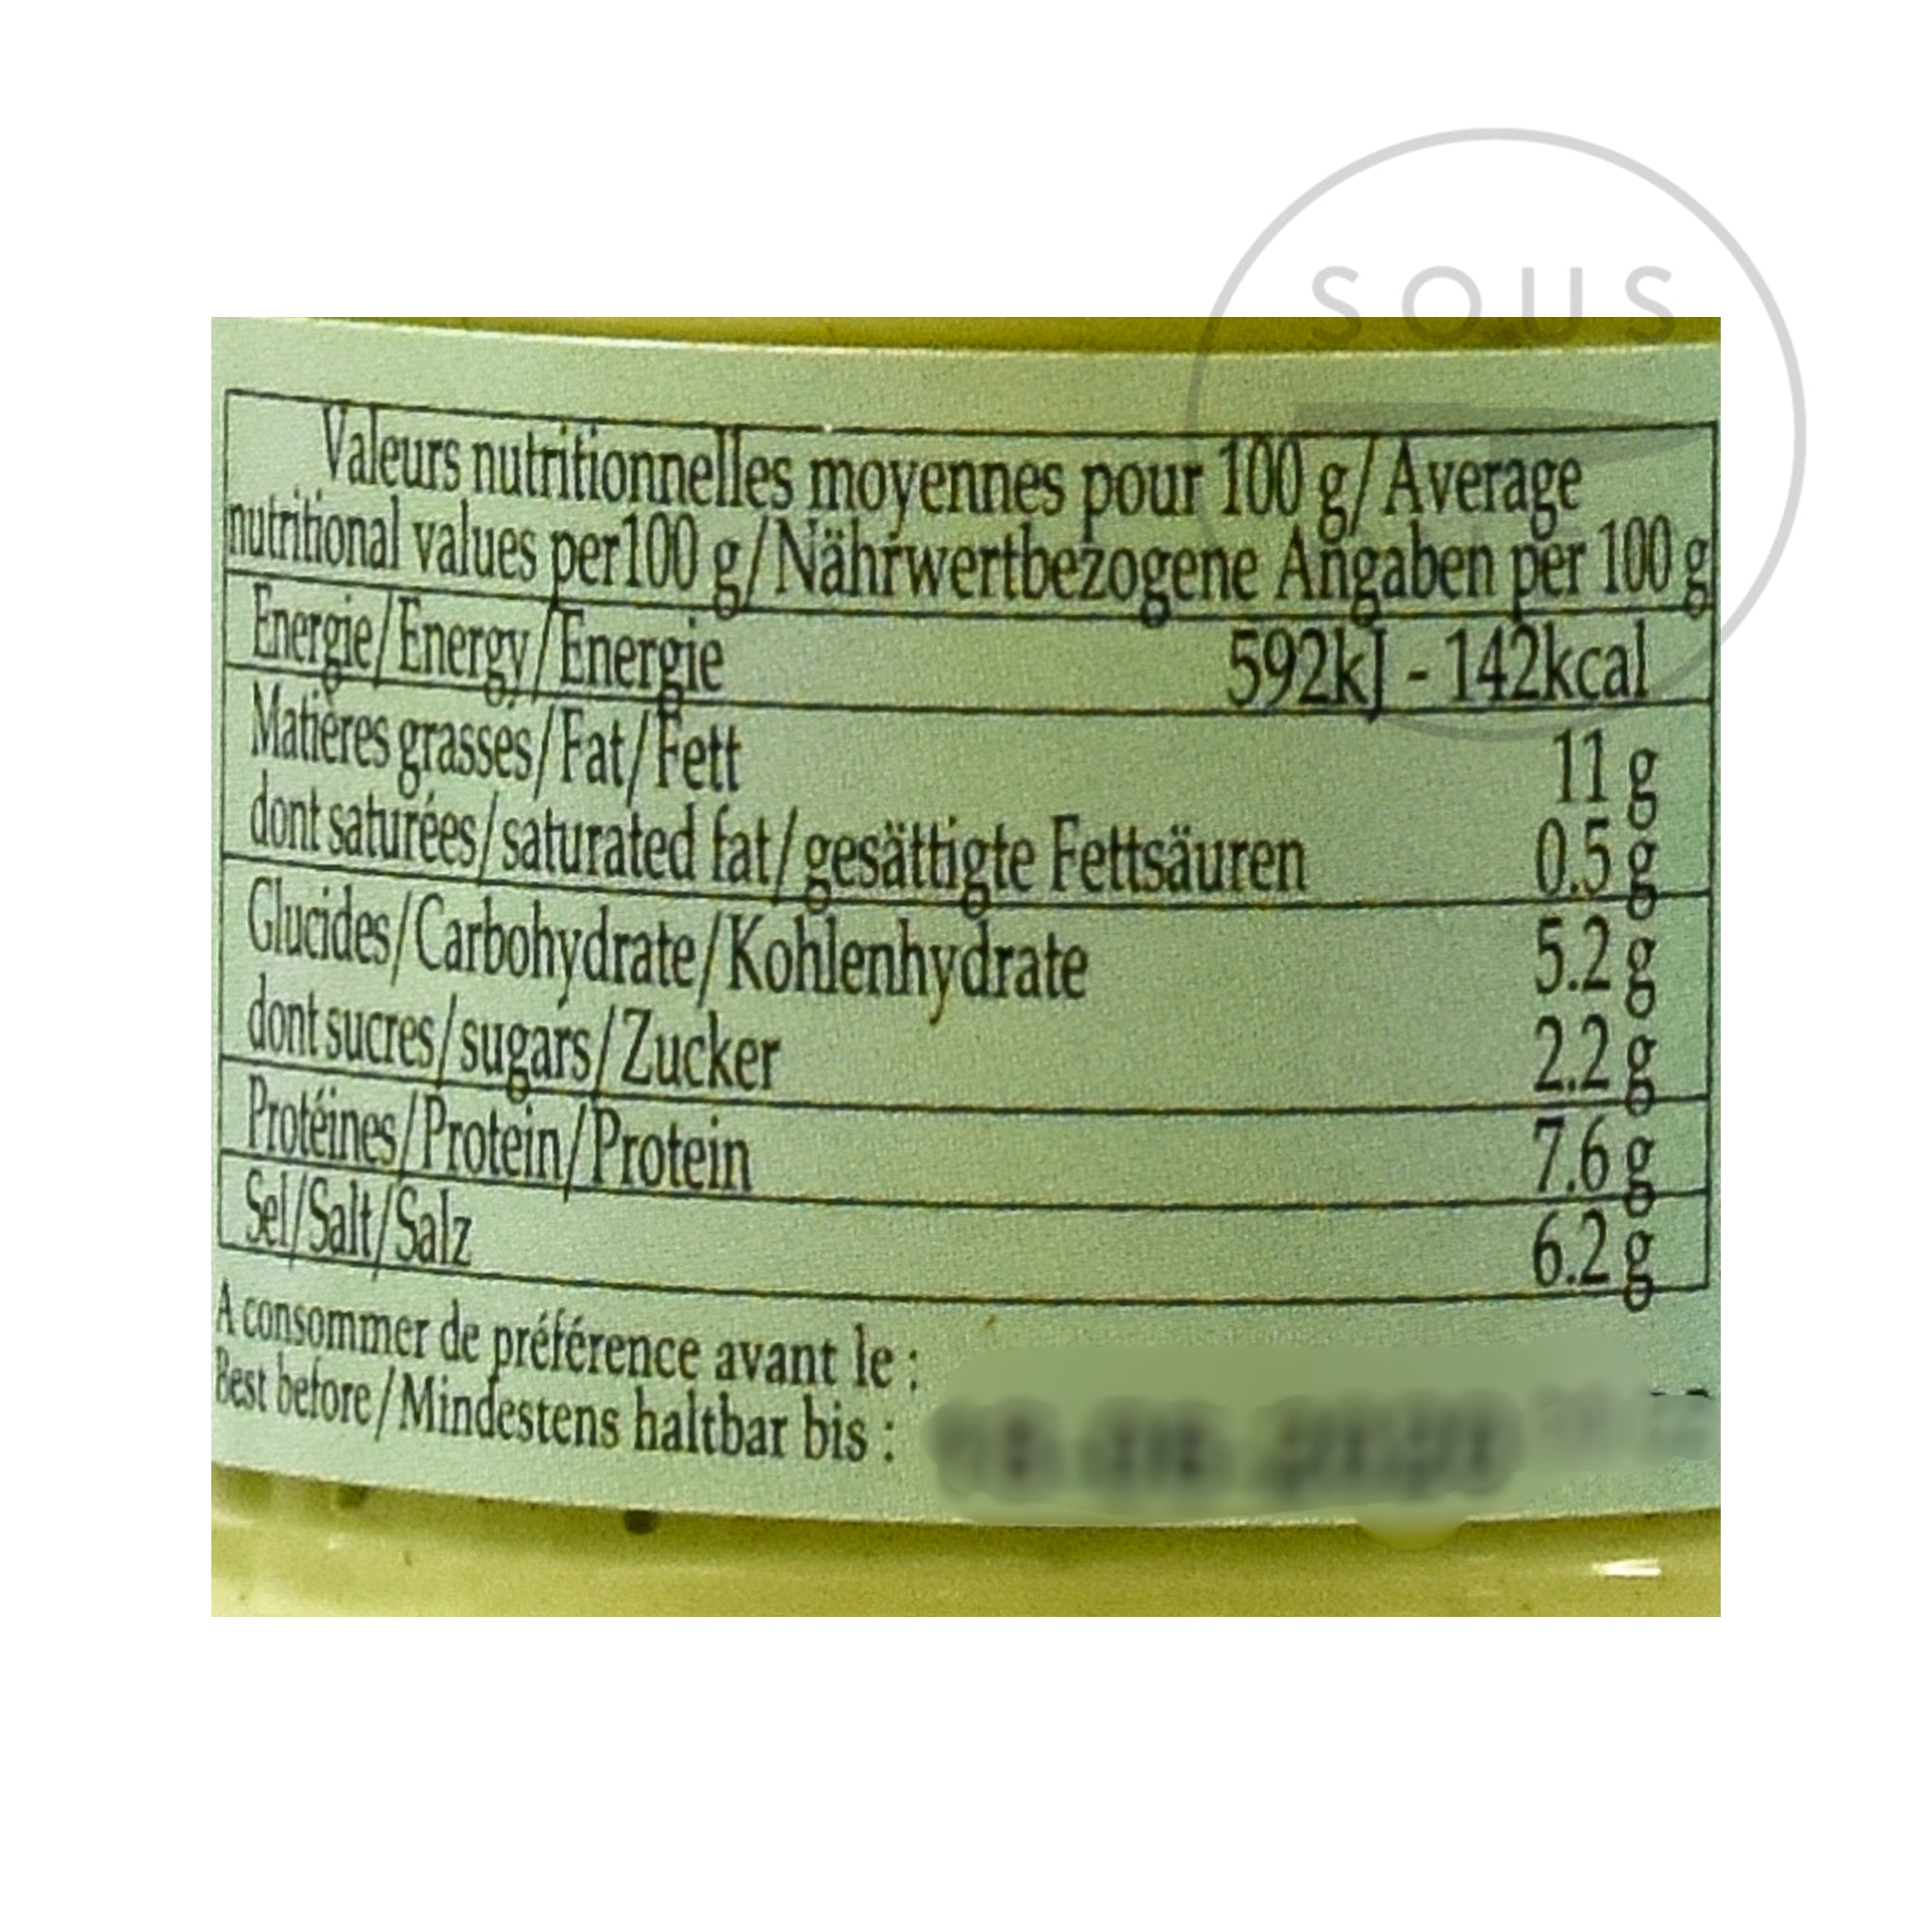 SOUS
Valeurs nutritionnelles moyennes pour 100 g/Average
nutritional values per100 g/Nährwertbezogene Angaben per 100 g
Energie/Energy/Energie 592kJ - 142kcal
Matières grasses/Fat/Fett 11 g
dont saturées/saturated fat/gesättigte Fettsäuren 0.5 g
Glucides/Carbohydrate/Kohlenhydrate 5.2 g
dont sucres/sugars/Zucker 2.2 g
Protéines/Protein/Protein 7.6 g
Sel/Salt/Salz 6.2 g
A consommer de préférence avant le :
Best before/Mindestens haltbar bis :